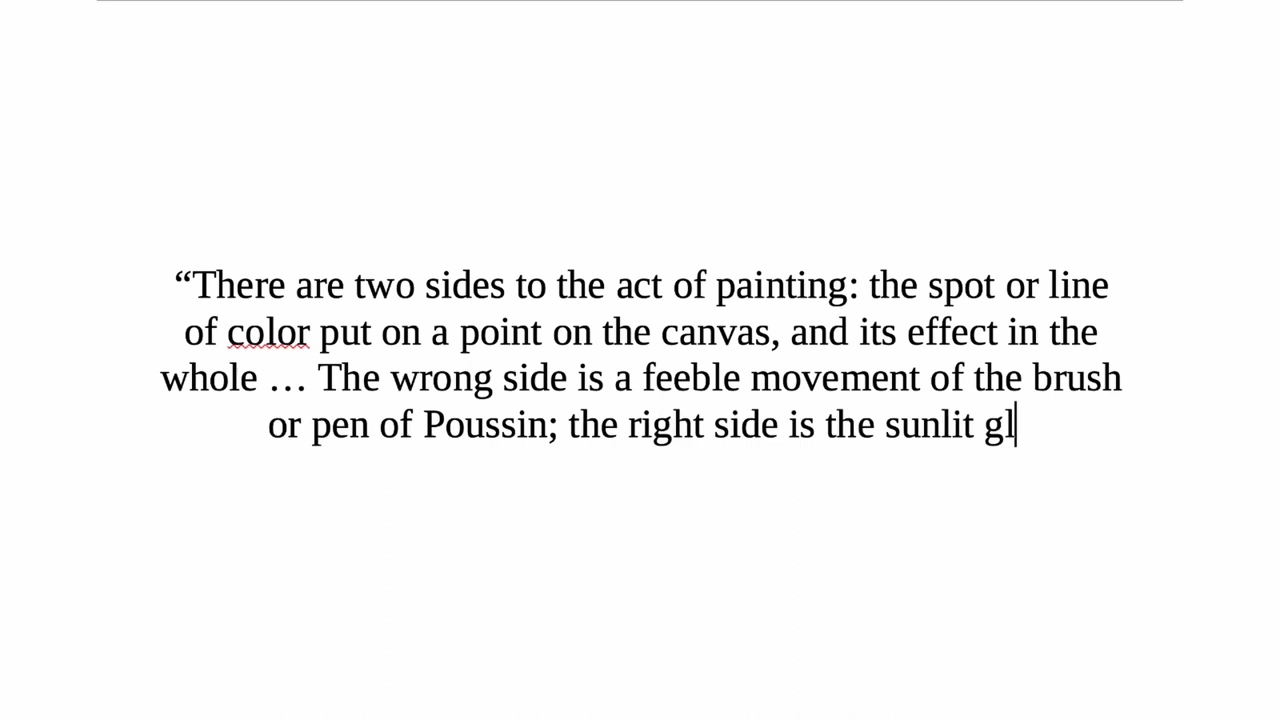 “There are two sides to the act of painting: the spot or line
of color put on a point on the canvas, and its effect in the
whole … The wrong side is a feeble movement of the brush
or pen of Poussin; the right side is the sunlit gl